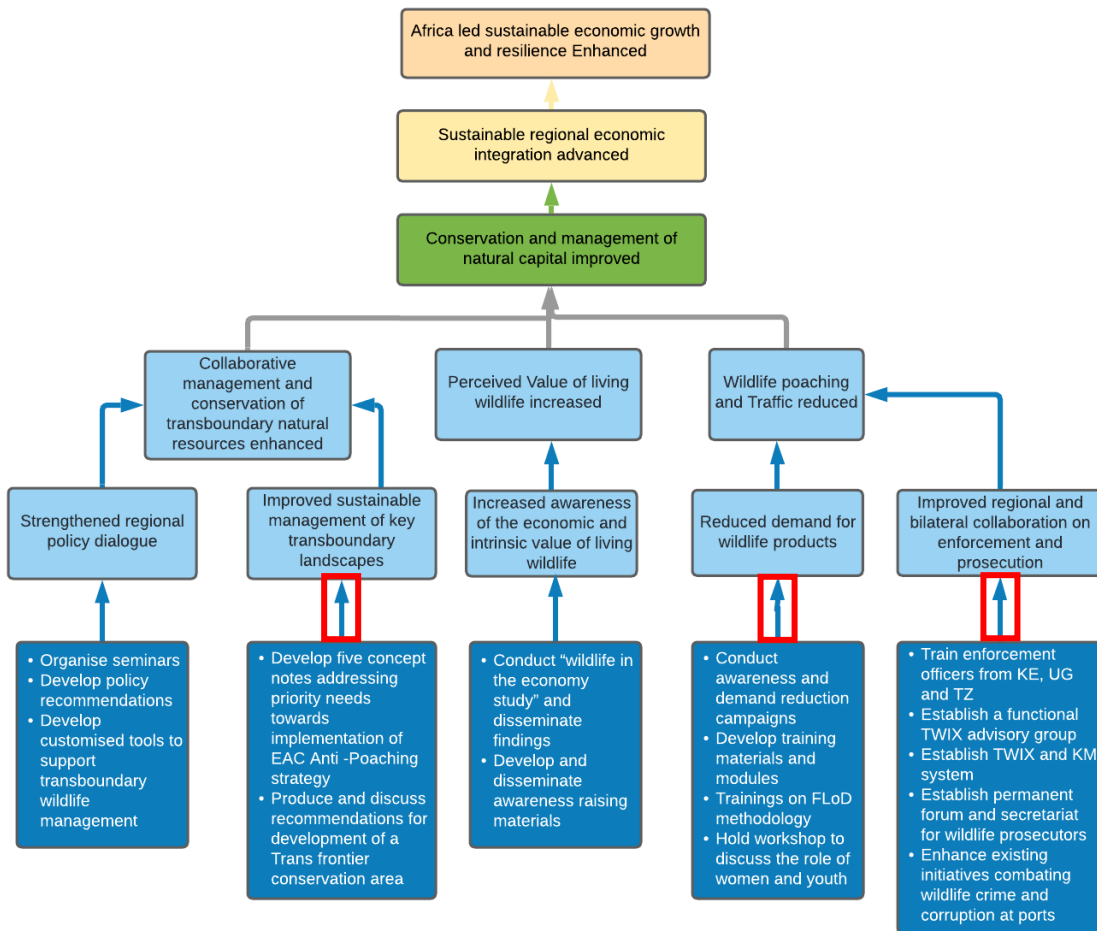 Africa led sustainable economic growth
and resilience Enhanced
Sustainable regional economic
integration advanced
Conservation and management of
natural capital improved
Collaborative
management and
conservation of
transboundary natural
resources enhanced
Perceived Value of living
wildlife increased
Wildlife poaching
and Traffic reduced
Strengthened regional
policy dialogue
Improved sustainable
management of key
transboundary
landscapes
Increased awareness
of the economic and
intrinsic value of living
wildlife
Reduced demand for
wildlife products
Improved regional and
bilateral collaboration on
enforcement and
prosecution
• Organise seminars
• Develop policy
recommendations
• Develop
customised tools to
support
transboundary
wildlife
management
• Develop five concept
notes addressing
priority needs
towards
implementation of
EAC Anti -Poaching
strategy
• Produce and discuss
recommendations for
development of a
Trans frontier
conservation area
• Conduct “wildlife in
the economy
study” and
disseminate
findings
• Develop and
disseminate
awareness raising
materials
• Conduct
awareness and
demand reduction
campaigns
• Develop training
materials and
modules
• Trainings on FLoD
methodology
• Hold workshop to
discuss the role of
women and youth
• Train enforcement
officers from KE, UG
and TZ
• Establish a functional
TWIX advisory group
• Establish TWIX and KM
system
• Establish permanent
forum and secretariat
for wildlife prosecutors
• Enhance existing
initiatives combating
wildlife crime and
corruption at ports